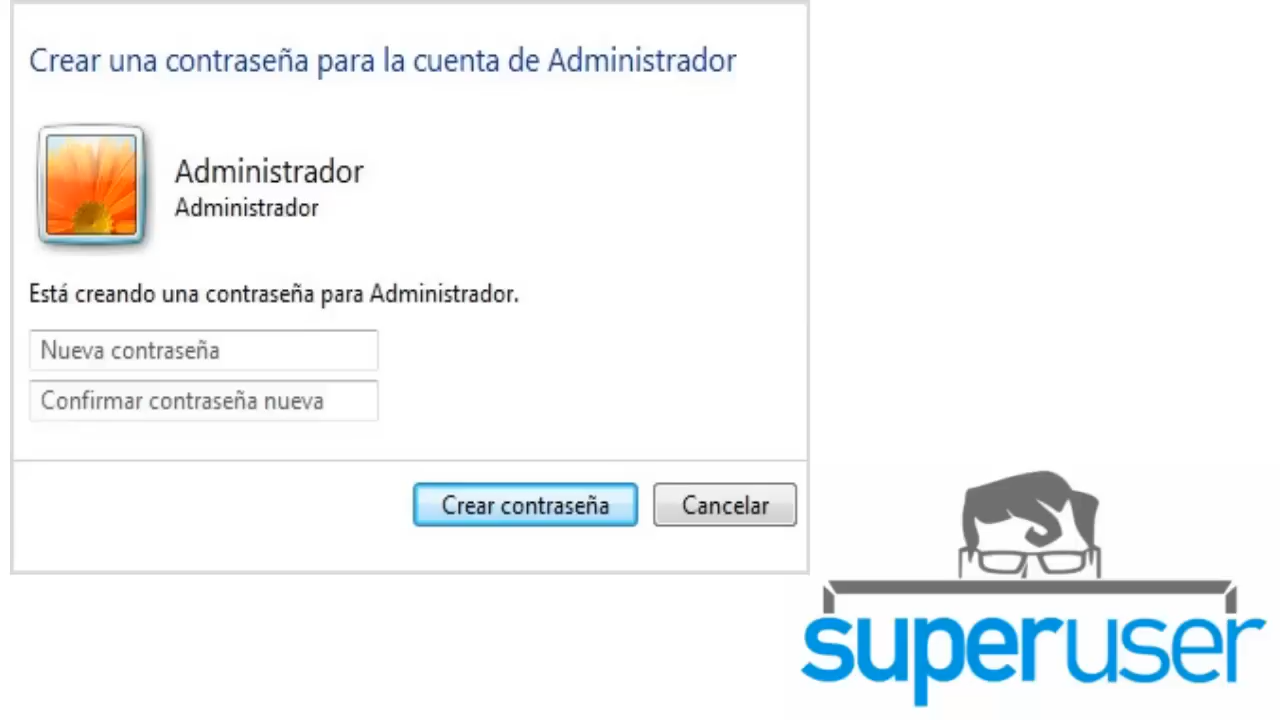 Crear una contraseña para la cuenta de Administrador
Administrador
Administrador
Está creando una contraseña para Administrador.
Nueva contraseña
Confirmar contraseña nueva
Crear contraseña
Cancelar
superuser